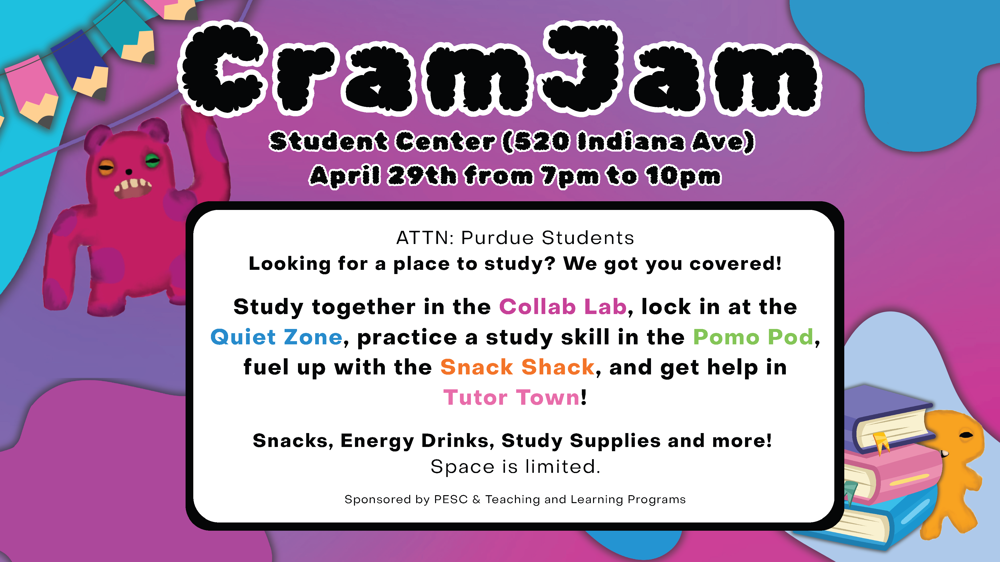 CramJam
Student Center (520 Indiana Ave)
April 29th from 7pm to 10pm
ATTN: Purdue Students
Looking for a place to study? We got you covered!
Study together in the Collab Lab, lock in at the
Quiet Zone, practice a study skill in the Pomo Pod,
fuel up with the Snack Shack, and get help in
Tutor Town!
Snacks, Energy Drinks, Study Supplies and more!
Space is limited.
Sponsored by PESC & Teaching and Learning Programs